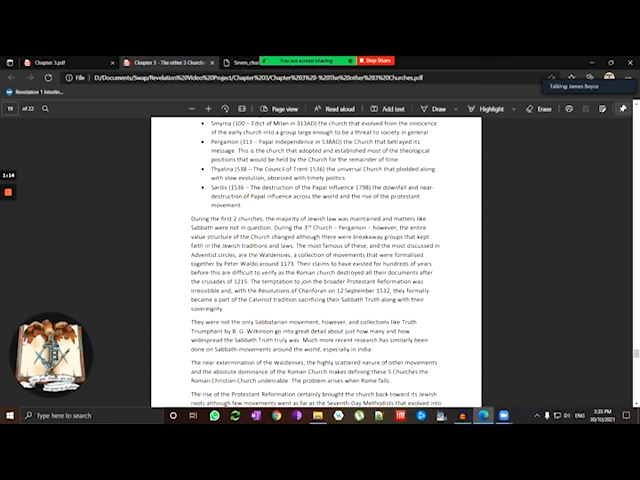 Chapter 3.pdf
Chapter 3 - The other 3 Churche
Seven_chu
You are screen sharing
Stop Share
File
D:/Documents/Swap/Revelation%20Video%20Project/Chapter%203/Chapter%203%20-%20The%20other%203%20Churches.pdf
Talking: James Boyce
Revelation 1 Interlin...
19 of 22
Page view
Read aloud
Add text
Draw
Highlight
Erase
1:14
• Smyrna (100 – Edict of Milan in 313AD) the church that evolved from the innocence
of the early church into a group large enough to be a threat to society in general
• Pergamon (313 – Papal Independence in 538AD) the Church that betrayed its
message. This is the church that adopted and established most of the theological
positions that would be held by the Church for the remainder of time.
• Thyatira (538 – The Council of Trent 1536) the universal Church that plodded along
with slow evolution, obsessed with timely politics.
• Sardis (1536 – The destruction of the Papal Influence 1798) the downfall and near-
destruction of Papal influence across the world and the rise of the protestant
movement.
During the first 2 churches, the majority of Jewish law was maintained and matters like
Sabbath were not in question. During the 3rd Church – Pergamon – however, the entire
value structure of the Church changed although there were breakaway groups that kept
faith in the Jewish traditions and laws. The most famous of these, and the most discussed in
Adventist circles, are the Waldenses, a collection of movements that were formalised
together by Peter Waldo around 1173. Their claims to have existed for hundreds of years
before this are difficult to verify as the Roman church destroyed all their documents after
the crusades of 1215. The temptation to join the broader Protestant Reformation was
irresistible and, with the Resolutions of Chanforan on 12 September 1532, they formally
became a part of the Calvinist tradition sacrificing their Sabbath Truth along with their
sovereignty.
They were not the only Sabbatarian movement, however, and collections like Truth
Triumphant by B. G. Wilkinson go into great detail about just how many and how
widespread the Sabbath Truth truly was. Much more recent research has similarly been
done on Sabbath movements around the world, especially in India.
The near extermination of the Waldenses, the highly scattered nature of other movements
and the absolute dominance of the Roman Church makes defining these 5 Churches the
Roman Christian Church undeniable. The problem arises when Rome falls.
The rise of the Protestant Reformation certainly brought the church back toward its Jewish
roots although few movements went as far as the Seventh-Day Methodists that evolved into
Type here to search
ENG
3:35 PM
30/10/2021